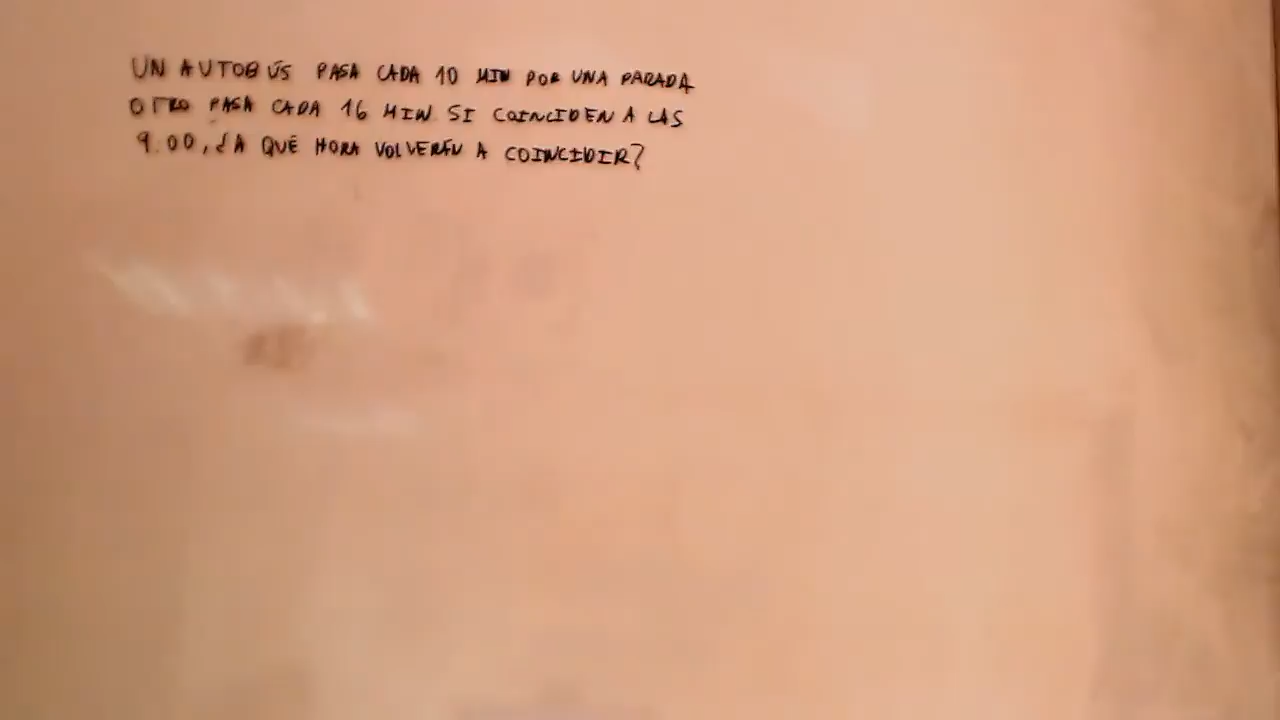 UN AUTOBÚS PASA CADA 10 MIN POR UNA PARADA
OTRO PASA CADA 16 MIN. SI COINCIDEN A LAS
9.00, ¿A QUÉ HORA VOLVERÁN A COINCIDIR?